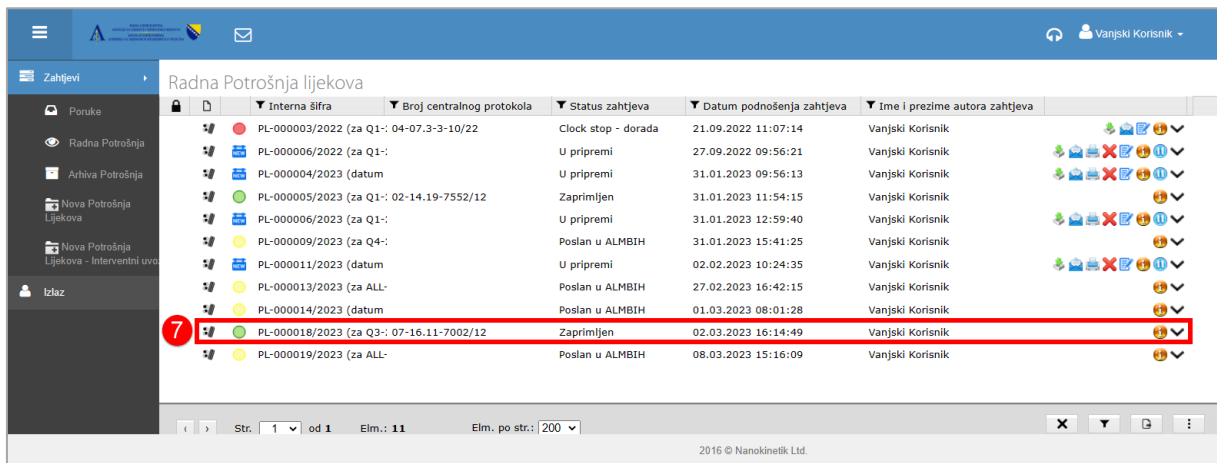 Vanjski Korisnik
Zahtjevi
Poruke
Radna Potrošnja
Arhiva Potrošnja
Nova Potrošnja
Lijekova
Nova Potrošnja
Lijekova - Interventni uvo
Izlaz
Radna Potrošnja lijekova
Interna šifra Broj centralnog protokola Status zahtjeva Datum podnošenja zahtjeva Ime i prezime autora zahtjeva
PL-000003/2022 (za Q1-: 04-07.3-3-10/22 Clock stop - dorada 21.09.2022 11:07:14 Vanjski Korisnik
NEW PL-000006/2022 (za Q1-: U pripremi 27.09.2022 09:56:21 Vanjski Korisnik
NEW PL-000004/2023 (datum U pripremi 31.01.2023 09:56:13 Vanjski Korisnik
PL-000005/2023 (za Q1-: 02-14.19-7552/12 Zaprimljen 31.01.2023 11:54:15 Vanjski Korisnik
NEW PL-000006/2023 (za Q1-: U pripremi 31.01.2023 12:59:40 Vanjski Korisnik
PL-000009/2023 (za Q4-: Poslan u ALMBIH 31.01.2023 15:41:25 Vanjski Korisnik
NEW PL-000011/2023 (datum U pripremi 02.02.2023 10:24:35 Vanjski Korisnik
PL-000013/2023 (za ALL- Poslan u ALMBIH 27.02.2023 16:42:15 Vanjski Korisnik
PL-000014/2023 (datum Poslan u ALMBIH 01.03.2023 08:01:28 Vanjski Korisnik
7 PL-000018/2023 (za Q3-: 07-16.11-7002/12 Zaprimljen 02.03.2023 16:14:49 Vanjski Korisnik
PL-000019/2023 (za ALL- Poslan u ALMBIH 08.03.2023 15:16:09 Vanjski Korisnik
Str. 1 od 1 Elm.: 11 Elm. po str.: 200
2016 © Nanokinetik Ltd.